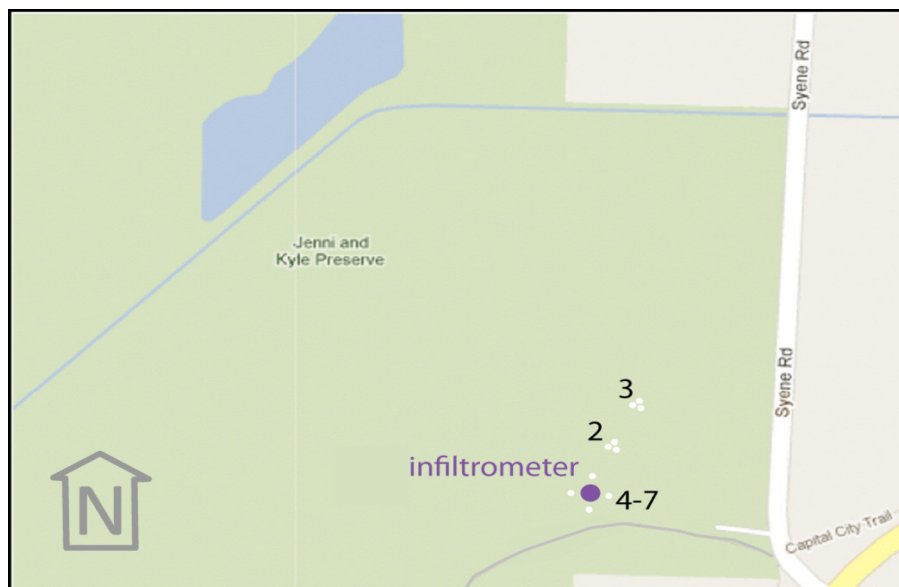 Syene Rd
Jenni and
Kyle Preserve
Syene Rd
3
2
infiltrometer
4-7
N
Capital City Trail